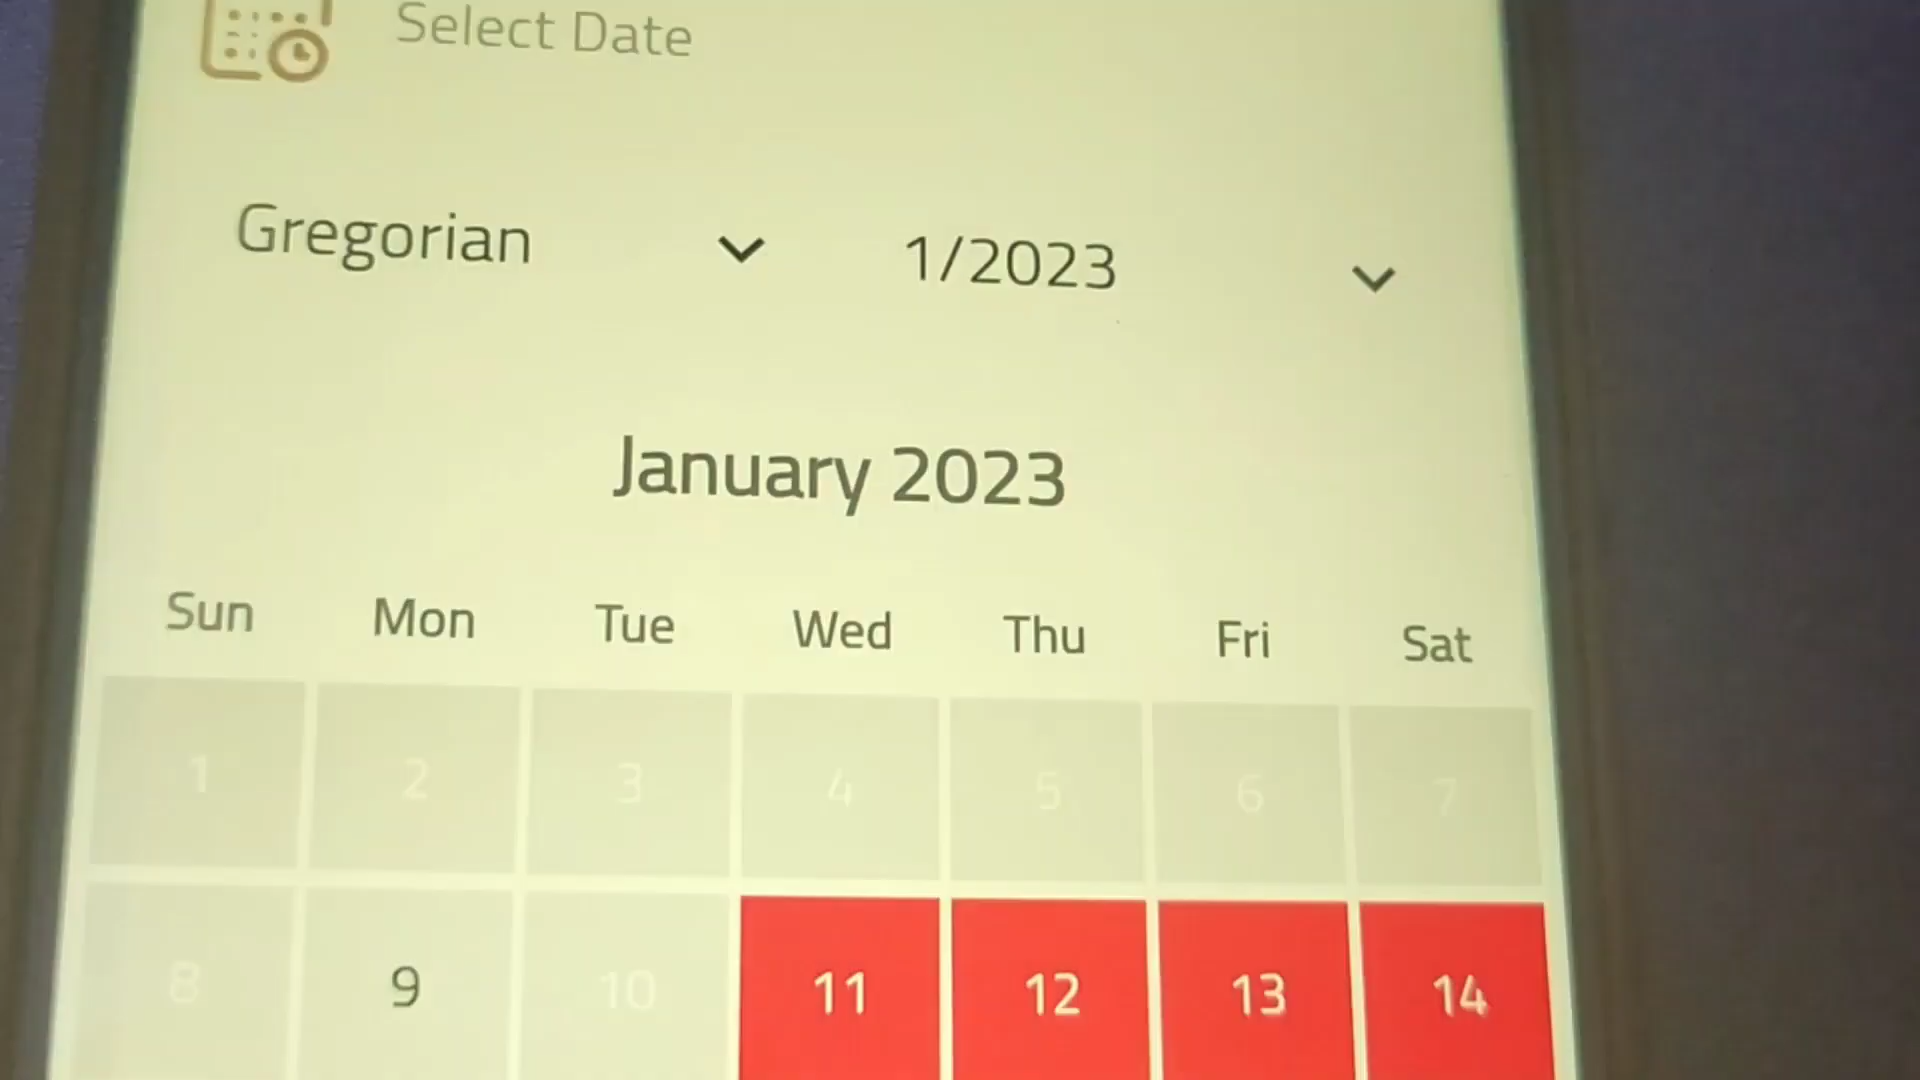 Select Date
Gregorian 1/2023
January 2023
Sun Mon Tue Wed Thu Fri Sat
1 2 3 4 5 6 7
8 9 10 11 12 13 14